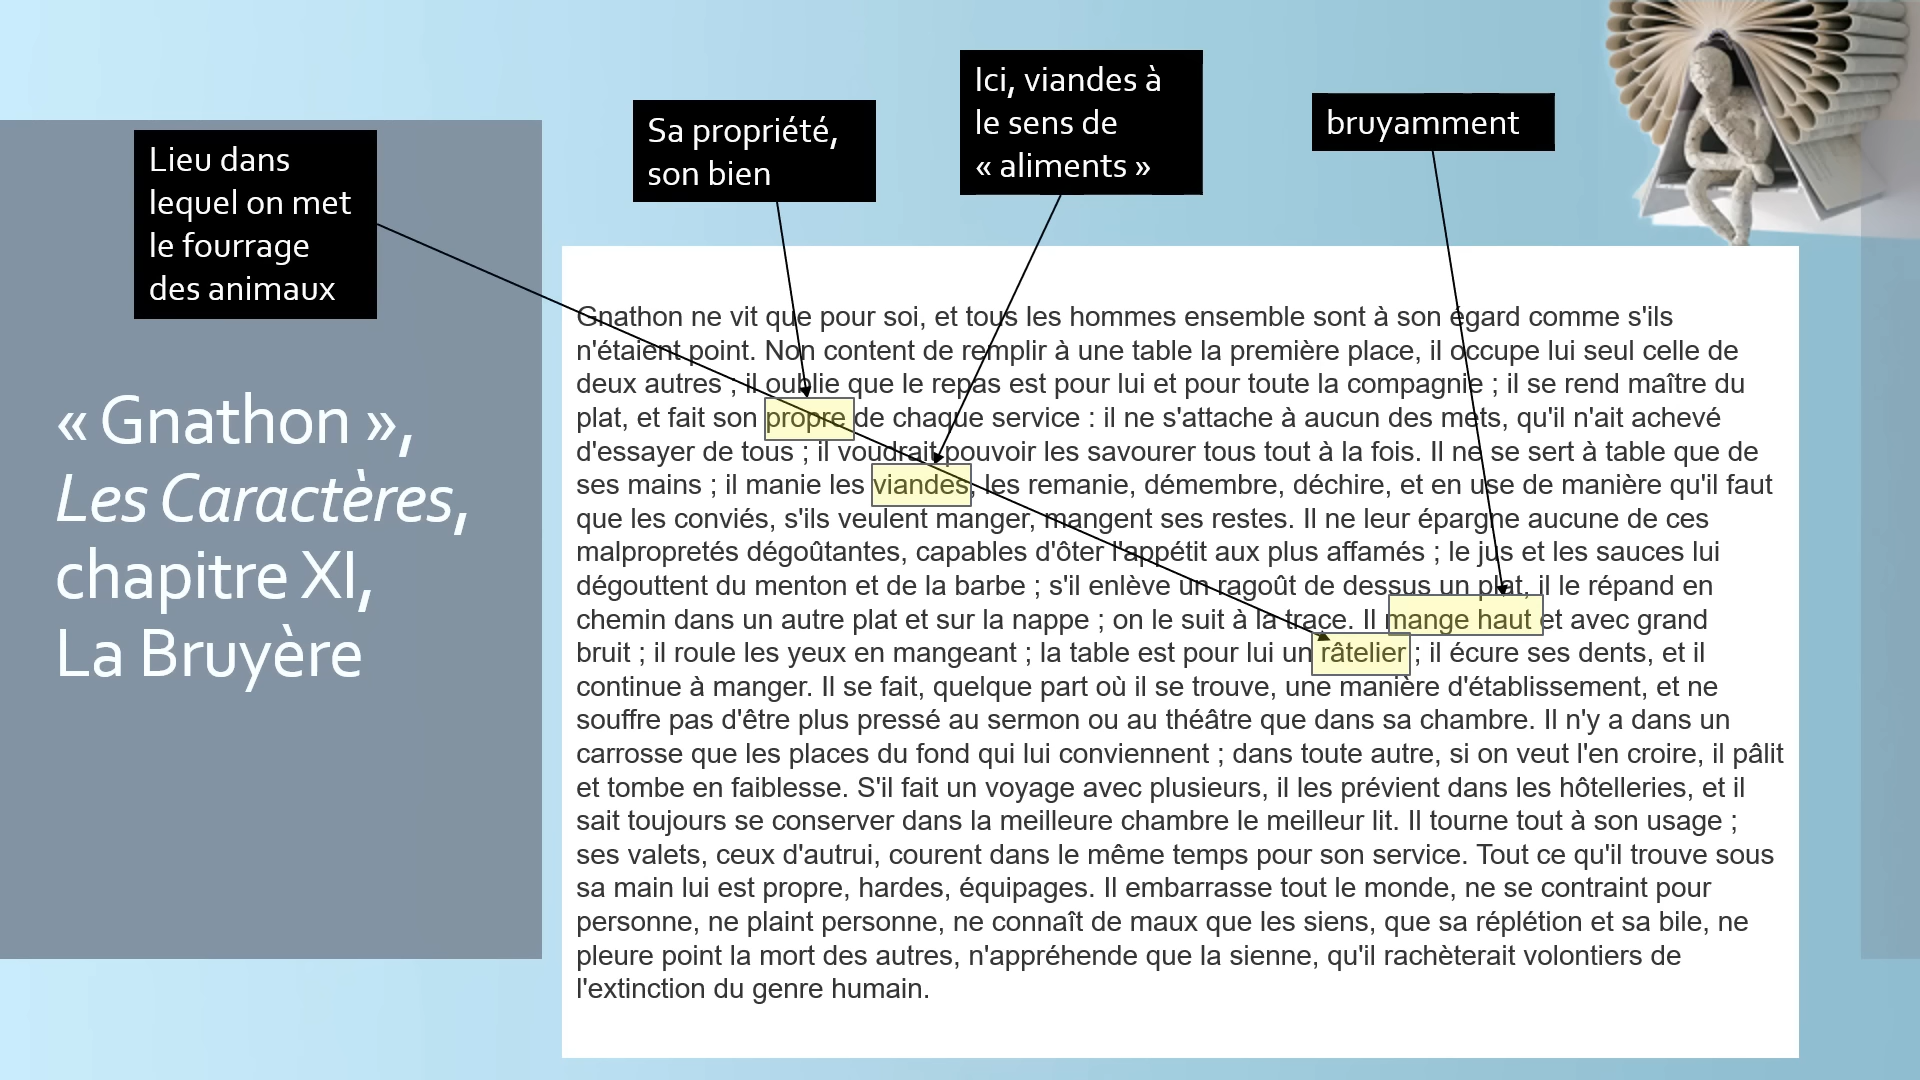 Lieu dans
lequel on met
le fourrage
des animaux
Sa propriété,
son bien
Ici, viandes à
le sens de
« aliments »
bruyamment
« Gnathon »,
Les Caractères,
chapitre XI,
La Bruyère
Gnathon ne vit que pour soi, et tous les hommes ensemble sont à son égard comme s'ils
n'étaient point. Non content de remplir à une table la première place, il occupe lui seul celle de
deux autres ; il oublie que le repas est pour lui et pour toute la compagnie ; il se rend maître du
plat, et fait son propre de chaque service : il ne s'attache à aucun des mets, qu'il n'ait achevé
d'essayer de tous ; il voudrait pouvoir les savourer tous tout à la fois. Il ne se sert à table que de
ses mains ; il manie les viandes, les remanie, démembre, déchire, et en use de manière qu'il faut
que les conviés, s'ils veulent manger, mangent ses restes. Il ne leur épargne aucune de ces
malpropretés dégoûtantes, capables d'ôter l'appétit aux plus affamés ; le jus et les sauces lui
dégouttent du menton et de la barbe ; s'il enlève un ragoût de dessus un plat, il le répand en
chemin dans un autre plat et sur la nappe ; on le suit à la trace. Il mange haut et avec grand
bruit ; il roule les yeux en mangeant ; la table est pour lui un râtelier ; il écure ses dents, et il
continue à manger. Il se fait, quelque part où il se trouve, une manière d'établissement, et ne
souffre pas d'être plus pressé au sermon ou au théâtre que dans sa chambre. Il n'y a dans un
carrosse que les places du fond qui lui conviennent ; dans toute autre, si on veut l'en croire, il pâlit
et tombe en faiblesse. S'il fait un voyage avec plusieurs, il les prévient dans les hôtelleries, et il
sait toujours se conserver dans la meilleure chambre le meilleur lit. Il tourne tout à son usage ;
ses valets, ceux d'autrui, courent dans le même temps pour son service. Tout ce qu'il trouve sous
sa main lui est propre, hardes, équipages. Il embarrasse tout le monde, ne se contraint pour
personne, ne plaint personne, ne connaît de maux que les siens, que sa réplétion et sa bile, ne
pleure point la mort des autres, n'appréhende que la sienne, qu'il rachèterait volontiers de
l'extinction du genre humain.